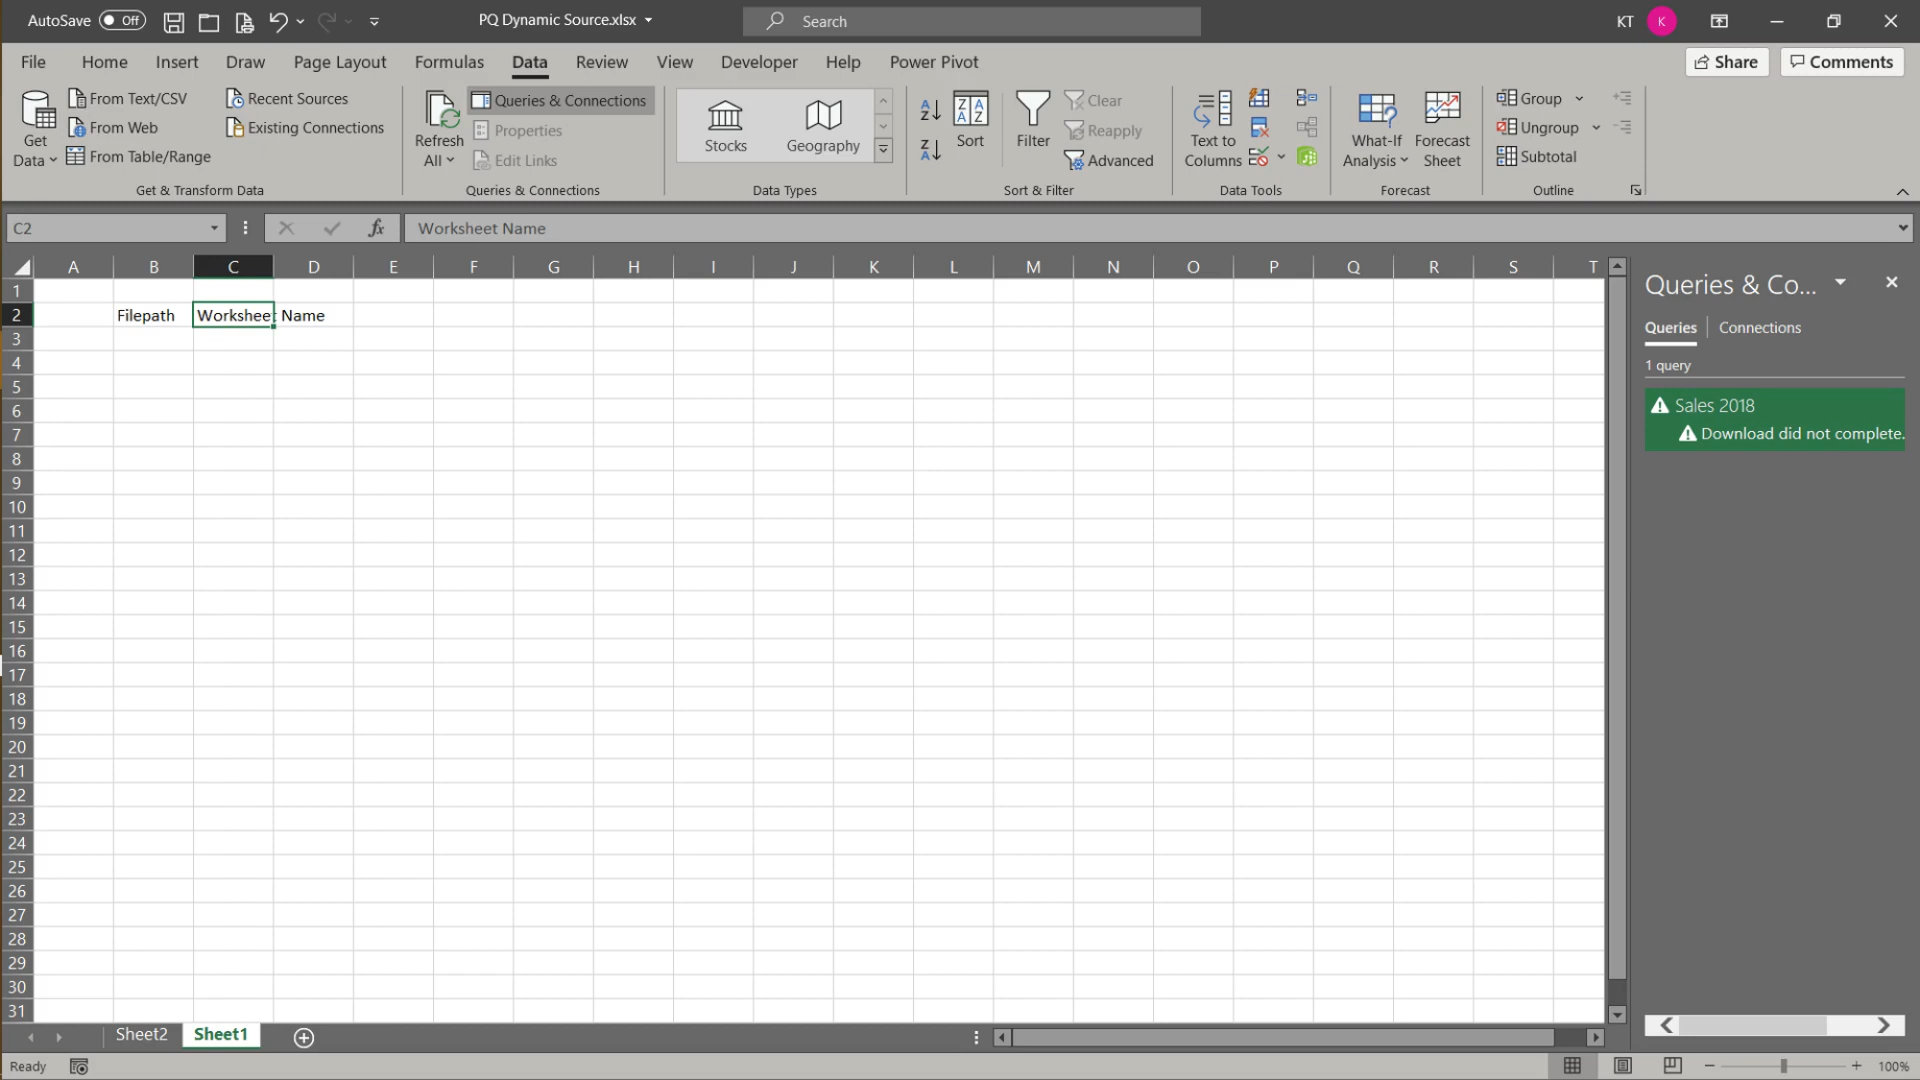 AutoSave Off PQ Dynamic Source.xlsx Search KT K
File Home Insert Draw Page Layout Formulas Data Review View Developer Help Power Pivot Share Comments
Get Data
From Text/CSV
From Web
From Table/Range
Recent Sources
Existing Connections
Get & Transform Data
Refresh All
Queries & Connections
Properties
Edit Links
Queries & Connections
Stocks
Geography
Data Types
Sort
Filter
Clear
Reapply
Advanced
Sort & Filter
Text to Columns
Data Tools
What-If Analysis
Forecast Sheet
Forecast
Group
Ungroup
Subtotal
Outline
C2 fx Worksheet Name
A B C D E F G H I J K L M N O P Q R S T
1
2 Filepath Worksheet Name
3
4
5
6
7
8
9
10
11
12
13
14
15
16
17
18
19
20
21
22
23
24
25
26
27
28
29
30
31
Queries & Co...
Queries Connections
1 query
Sales 2018
Download did not complete.
Sheet2 Sheet1
Ready 100%